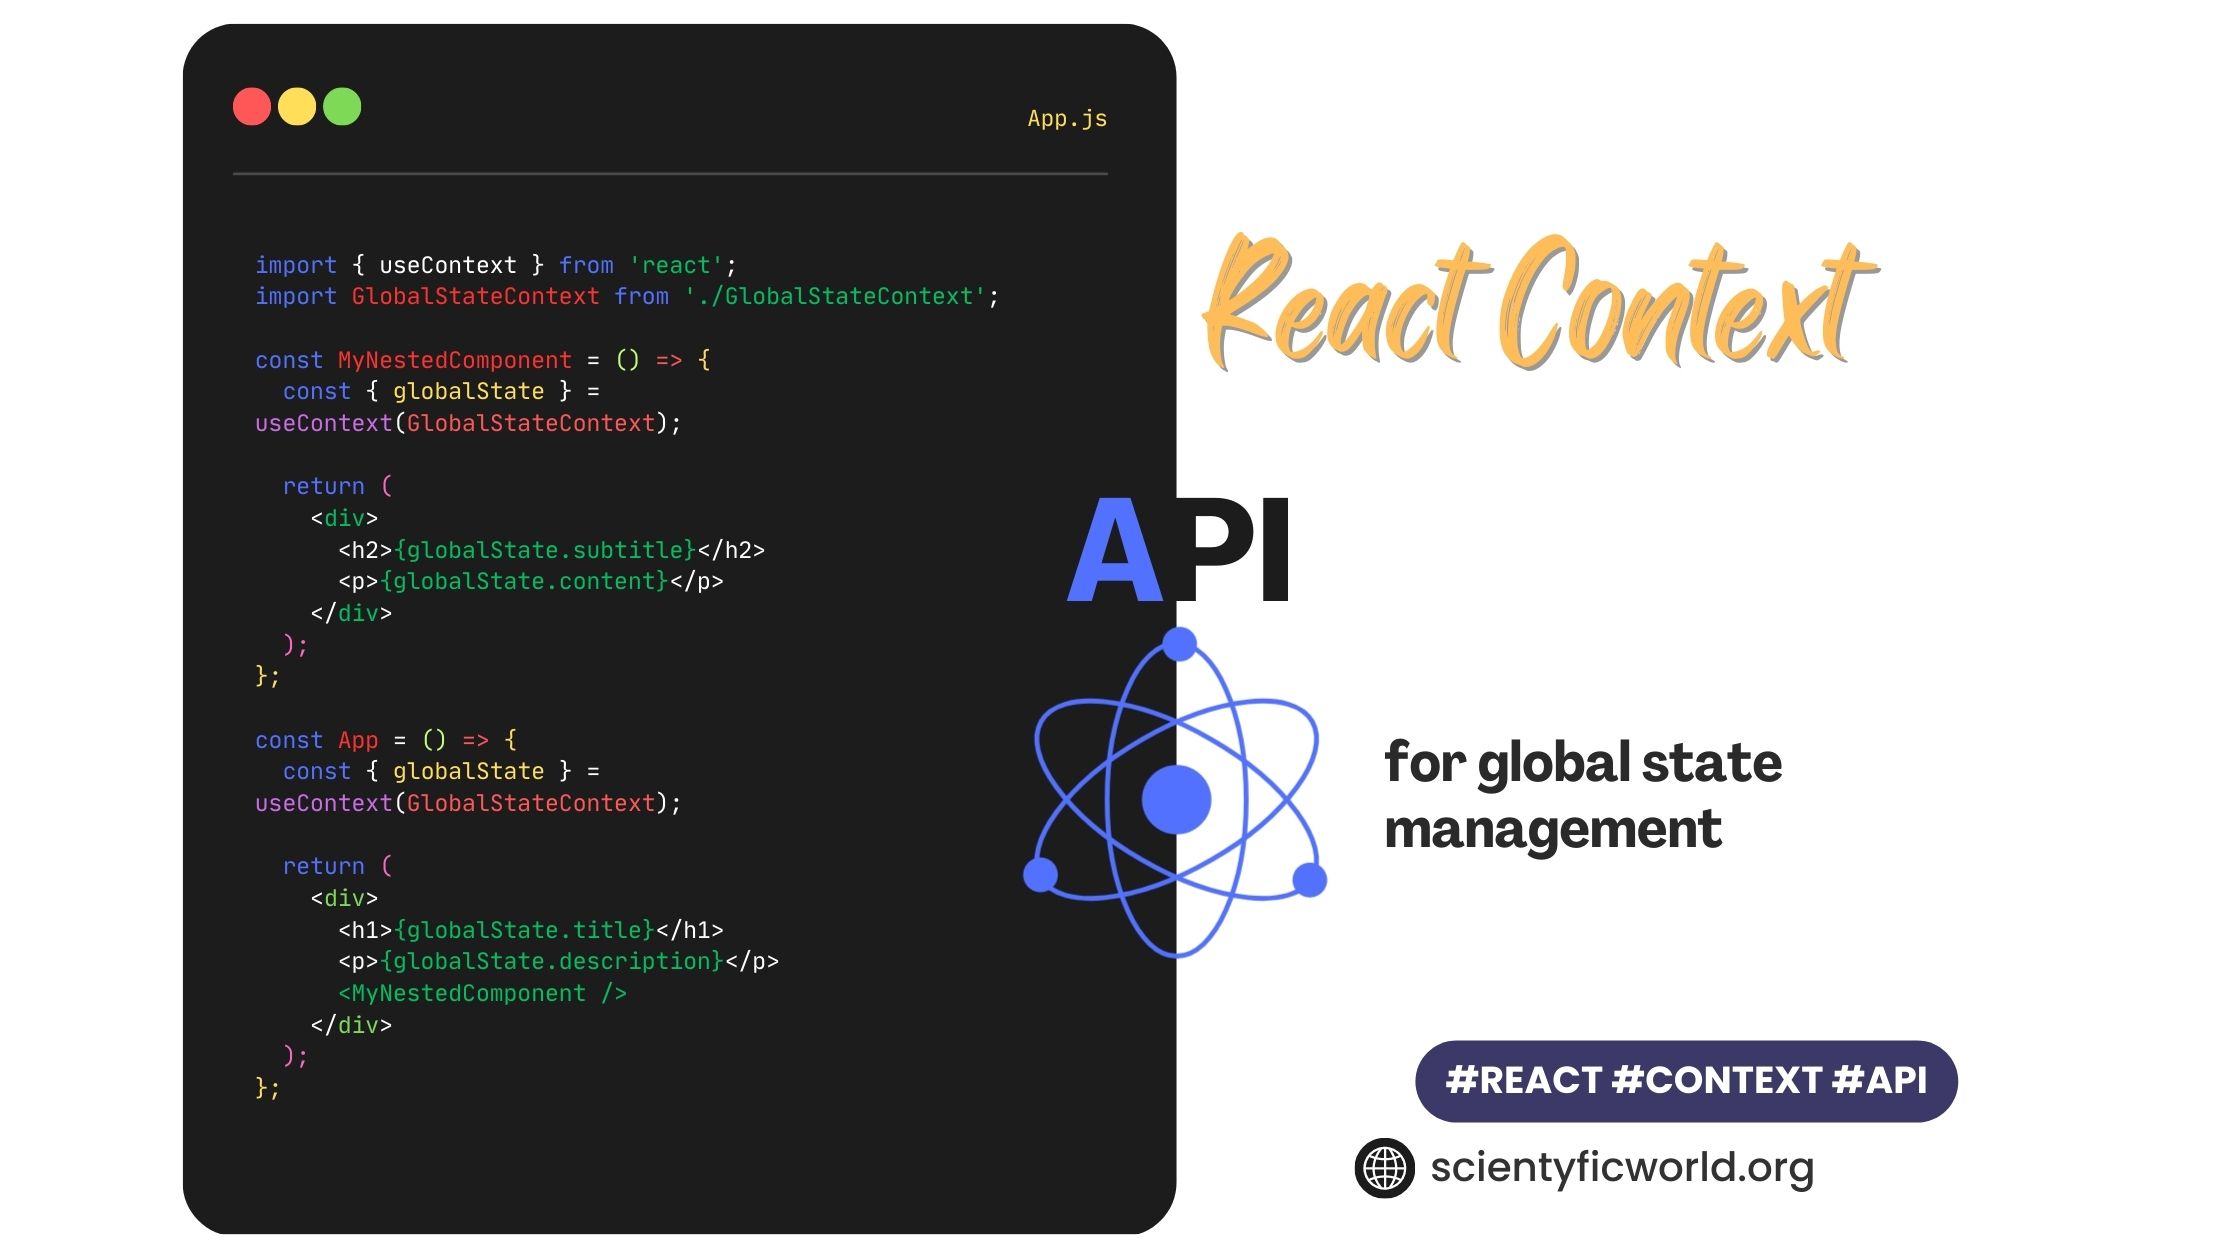 App.js
import { useContext } from 'react';
import GlobalStateContext from './GlobalStateContext';
const MyNestedComponent = () => {
  const { globalState } =
useContext(GlobalStateContext);
  return (
    <div>
      <h2>{globalState.subtitle}</h2>
      <p>{globalState.content}</p>
    </div>
  );
};
const App = () => {
  const { globalState } =
useContext(GlobalStateContext);
  return (
    <div>
      <h1>{globalState.title}</h1>
      <p>{globalState.description}</p>
      <MyNestedComponent />
    </div>
  );
};
React Context
API
for global state
management
#REACT #CONTEXT #API
scientyficworld.org